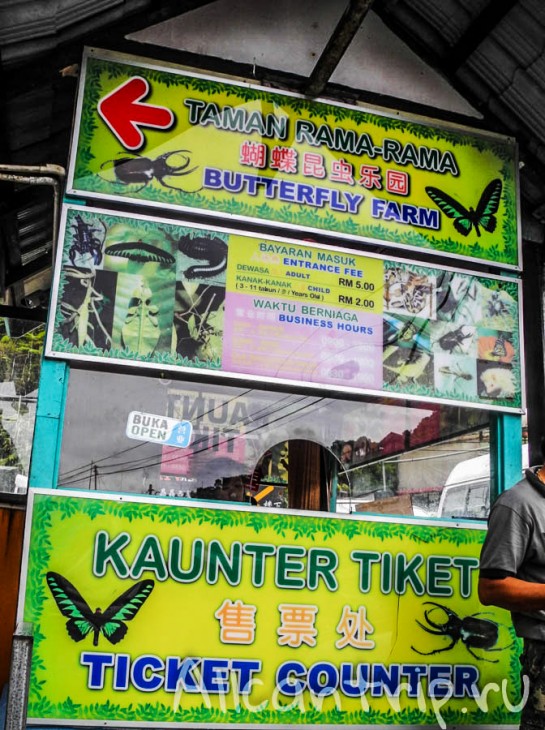 TAMAN RAMA-RAMA
蝴蝶昆虫乐园
BUTTERFLY FARM
BAYARAN MASUK
ENTRANCE FEE
DEWASA ADULT RM 5.00
KANAK-KANAK CHILD
RM 2.00
WAKTU BERNIAGA
BUSINESS HOURS
BUKA
OPEN
KAUNTER TIKET
售票处
TICKET COUNTER
Alicantrip.ru